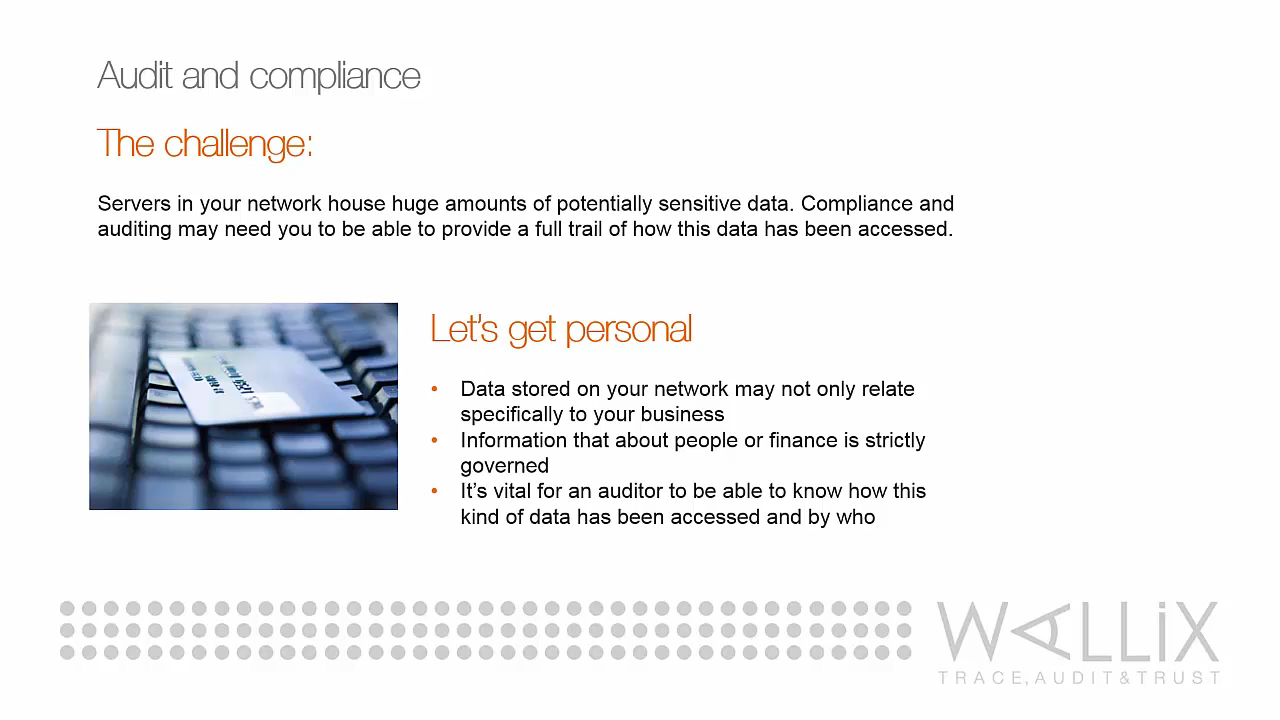 Audit and compliance
The challenge:
Servers in your network house huge amounts of potentially sensitive data. Compliance and
auditing may need you to be able to provide a full trail of how this data has been accessed.
Let's get personal
• Data stored on your network may not only relate
specifically to your business
• Information that about people or finance is strictly
governed
• It's vital for an auditor to be able to know how this
kind of data has been accessed and by who
WALLiX
TRACE,AUDIT&TRUST